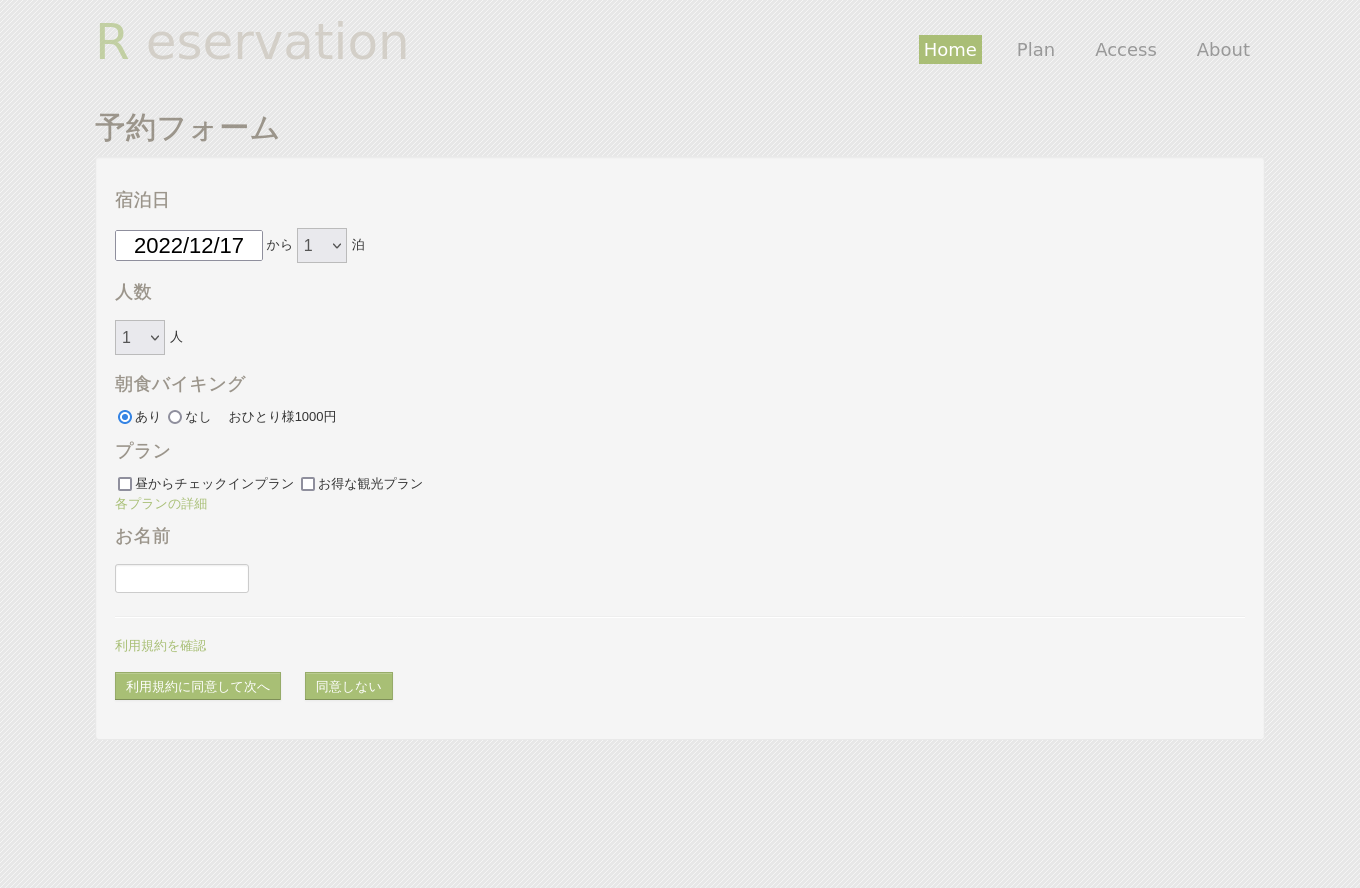 R eservation
Home Plan Access About
予約フォーム
宿泊日
2022/12/17 から 1 泊
人数
1 人
朝食バイキング
あり なし おひとり様1000円
プラン
昼からチェックインプラン お得な観光プラン
各プランの詳細
お名前
利用規約を確認
利用規約に同意して次へ 同意しない